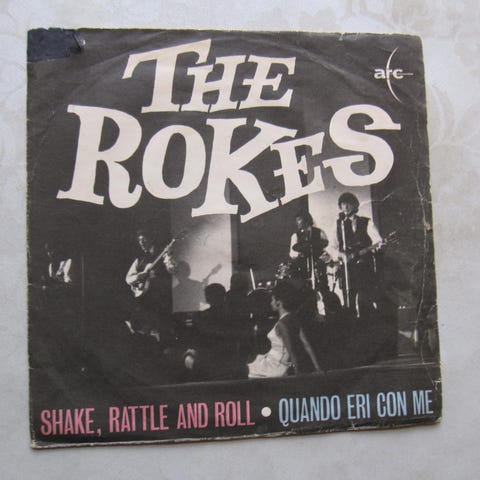 THE
arc
ROKES
SHAKE, RATTLE AND ROLL • QUANDO ERI CON ME